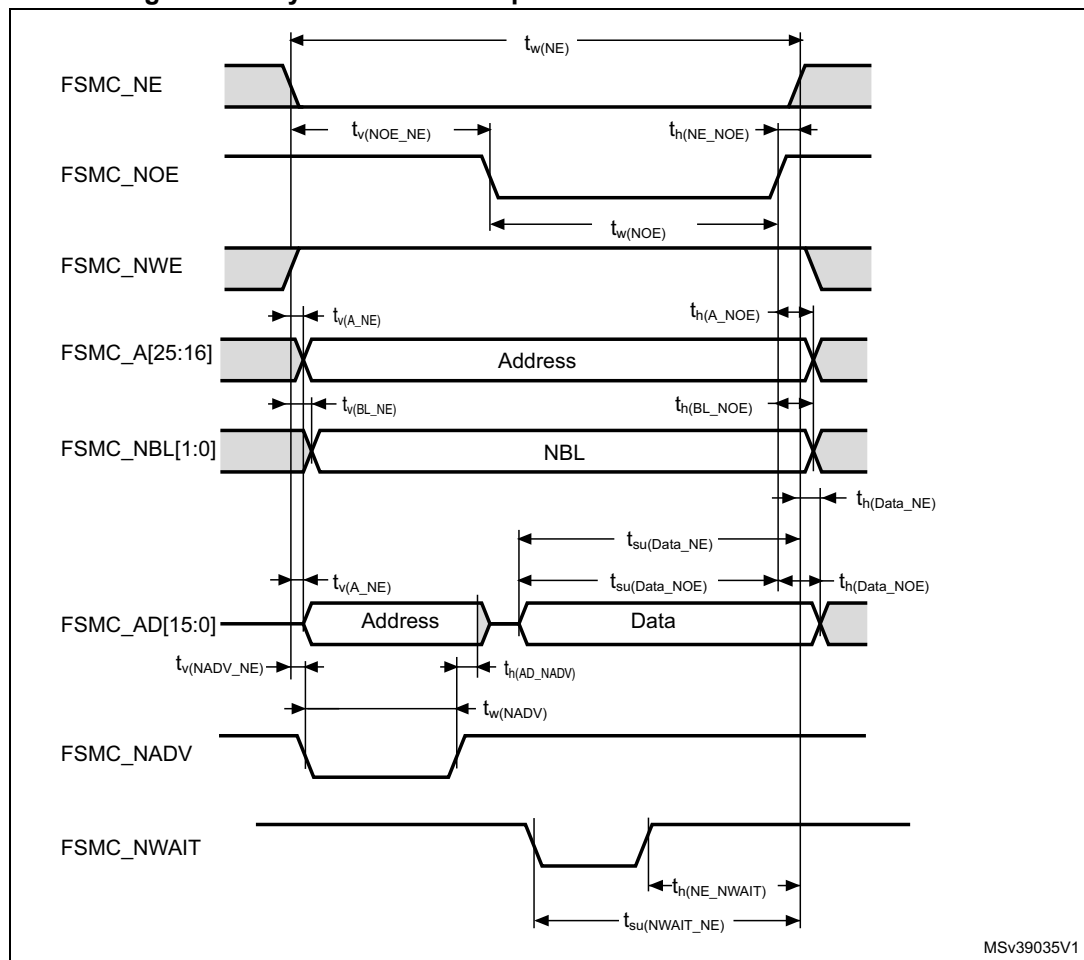 tw(NE)
FSMC_NE
tv(NOE_NE)
th(NE_NOE)
FSMC_NOE
tw(NOE)
FSMC_NWE
tv(A_NE)
th(A_NOE)
FSMC_A[25:16]
Address
tv(BL_NE)
th(BL_NOE)
FSMC_NBL[1:0]
NBL
th(Data_NE)
tsu(Data_NE)
tv(A_NE)
tsu(Data_NOE)
th(Data_NOE)
FSMC_AD[15:0]
Address
Data
tv(NADV_NE)
th(AD_NADV)
tw(NADV)
FSMC_NADV
FSMC_NWAIT
th(NE_NWAIT)
tsu(NWAIT_NE)
MSv39035V1